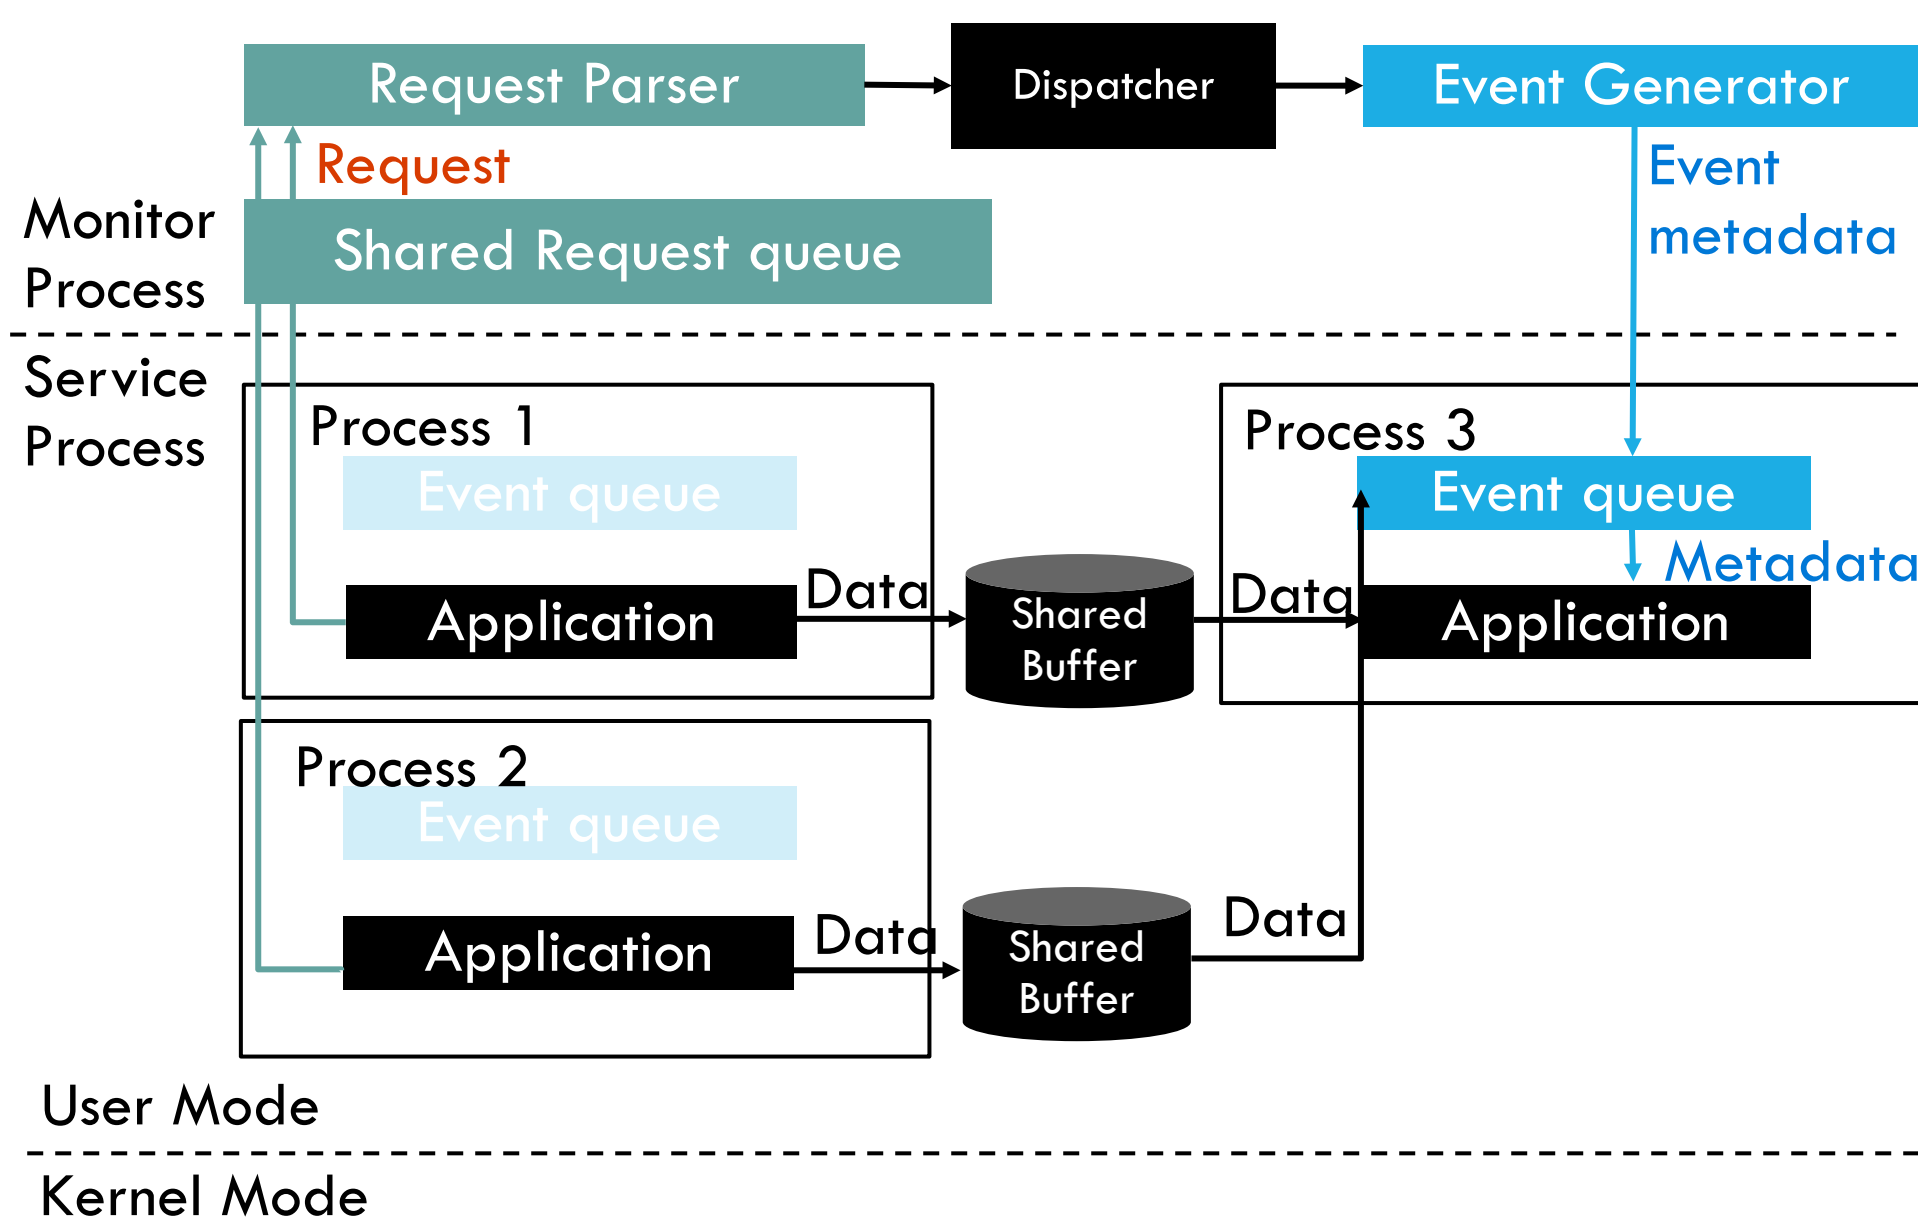 Request Parser
Dispatcher
Event Generator
Request
Event
metadata
Monitor
Process
Shared Request queue
Service
Process
Process 1
Event queue
Application
Data
Shared
Buffer
Data
Process 3
Event queue
Metadata
Application
Process 2
Event queue
Application
Data
Shared
Buffer
Data
User Mode
Kernel Mode